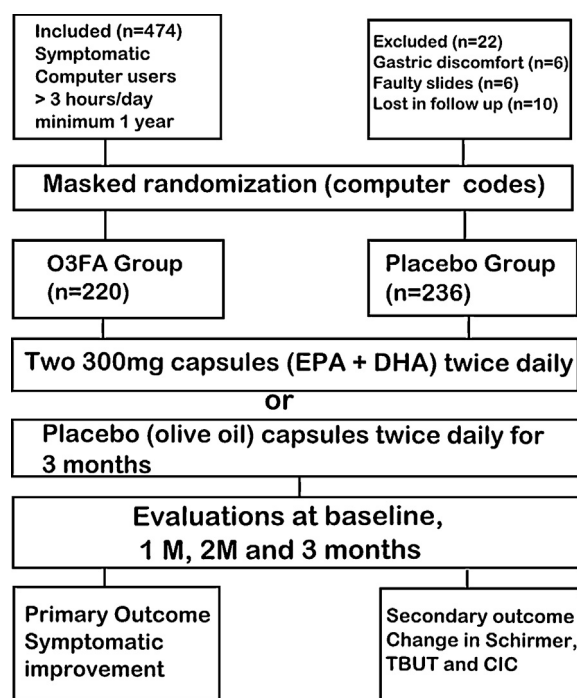 Included (n=474)
Symptomatic
Computer users
> 3 hours/day
minimum 1 year
Excluded (n=22)
Gastric discomfort (n=6)
Faulty slides (n=6)
Lost in follow up (n=10)
Masked randomization (computer codes)
O3FA Group
(n=220)
Placebo Group
(n=236)
Two 300mg capsules (EPA + DHA) twice daily
or
Placebo (olive oil) capsules twice daily for
3 months
Evaluations at baseline,
1 M, 2M and 3 months
Primary Outcome
Symptomatic
improvement
Secondary outcome
Change in Schirmer,
TBUT and CIC